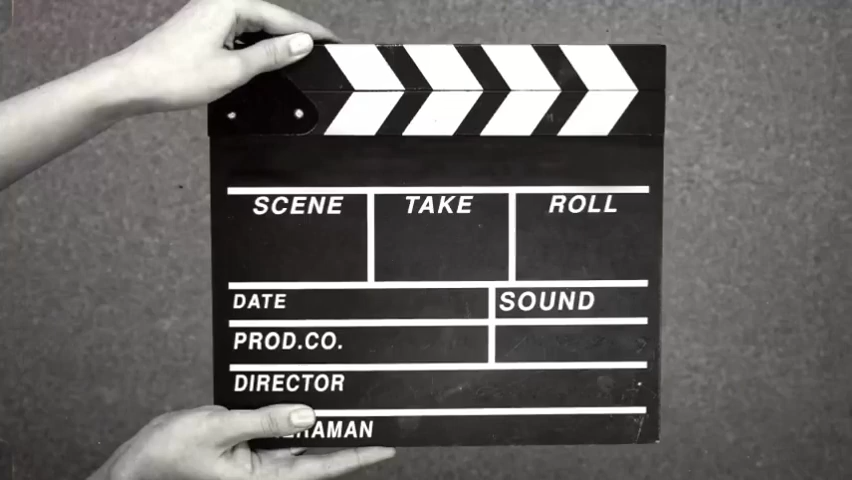 SCENE TAKE ROLL
DATE SOUND
PROD.CO.
DIRECTOR